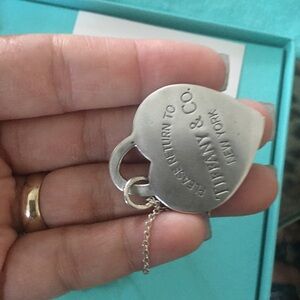 PLEASE RETURN TO
TIFFANY & CO.
NEW YORK